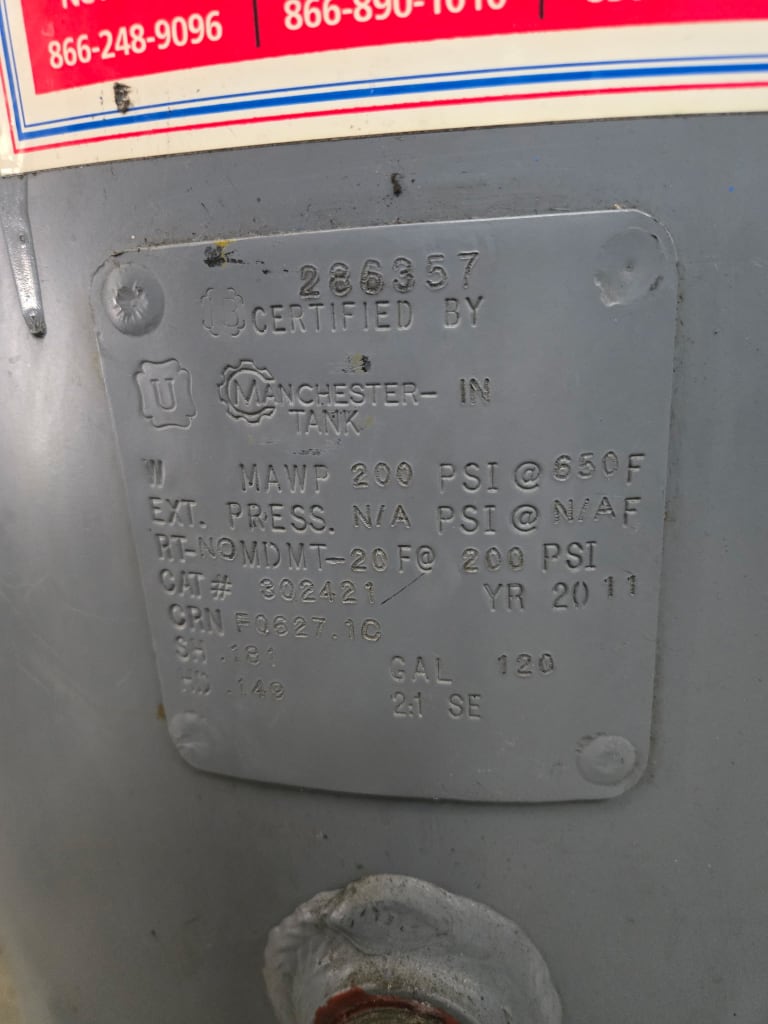 866-248-9096
866-890-1010
286357
CERTIFIED BY
U
MANCHESTER- IN
TANK
W MAWP 200 PSI @ 650F
EXT. PRESS. N/A PSI @ N/A F
RT-NO MDMT-20F@ 200 PSI
CAT# 302421 YR 2011
CRN F0627.1C
SH .181 GAL 120
HD 2:1 SE